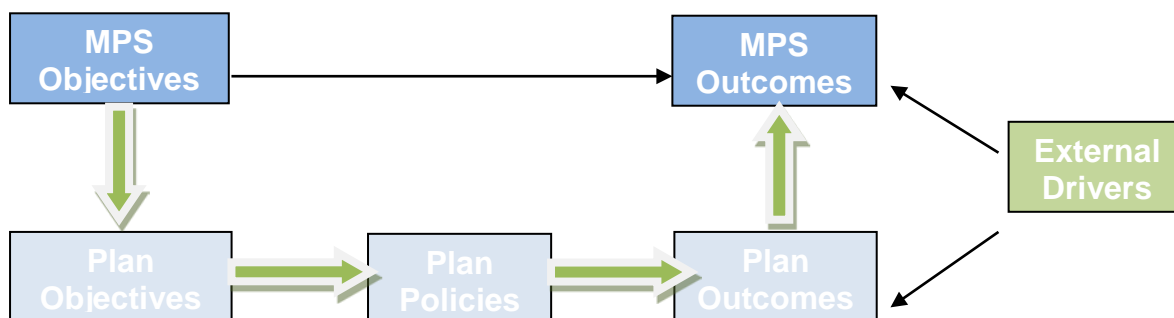 MPS
Objectives
MPS
Outcomes
External
Drivers
Plan
Objectives
Plan
Policies
Plan
Outcomes